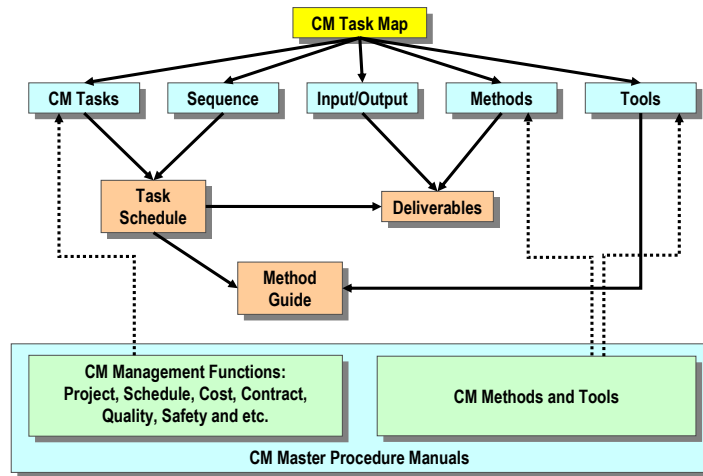 CM Task Map
CM Tasks
Sequence
Input/Output
Methods
Tools
Task
Schedule
Deliverables
Method
Guide
CM Management Functions:
Project, Schedule, Cost, Contract,
Quality, Safety and etc.
CM Methods and Tools
CM Master Procedure Manuals